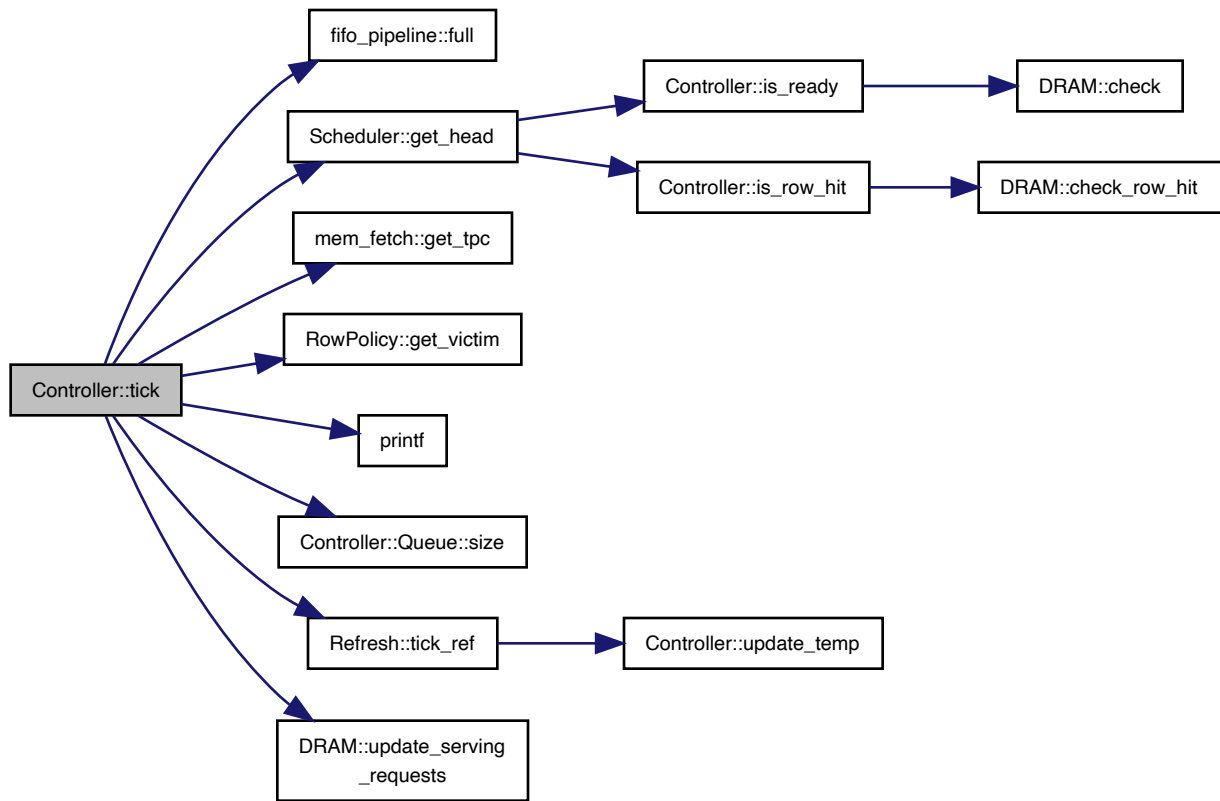 fifo_pipeline::full
Controller::is_ready
DRAM::check
Scheduler::get_head
Controller::is_row_hit
DRAM::check_row_hit
mem_fetch::get_tpc
RowPolicy::get_victim
Controller::tick
printf
Controller::Queue::size
Refresh::tick_ref
Controller::update_temp
DRAM::update_serving
_requests